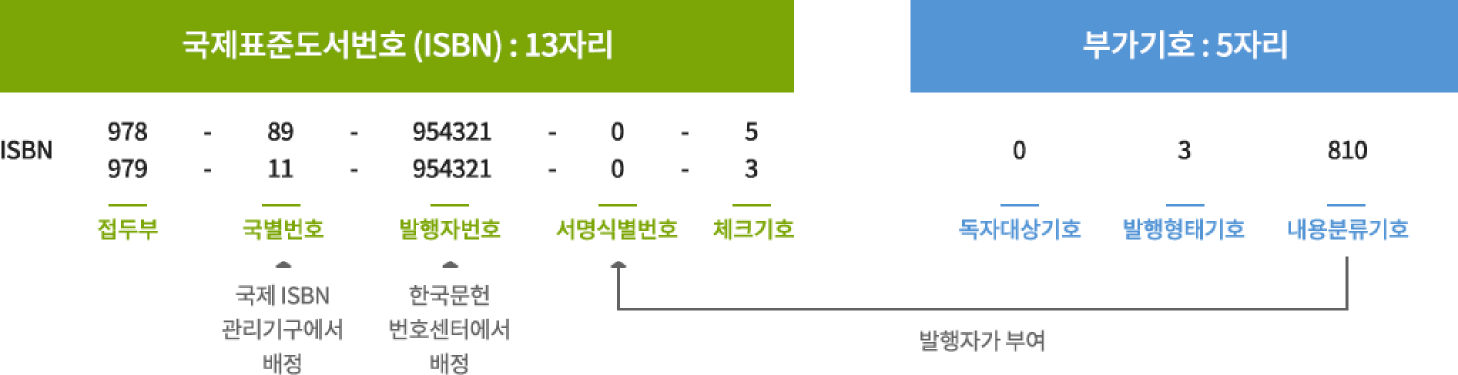 국제표준도서번호 (ISBN) : 13자리
부가기호 : 5자리
ISBN
978 - 89 - 954321 - 0 - 5
979 - 11 - 954321 - 0 - 3
0 3 810
접두부 국별번호 발행자번호 서명식별번호 체크기호
독자대상기호 발행형태기호 내용분류기호
국제 ISBN
관리기구에서
배정
한국문헌
번호센터에서
배정
발행자가 부여